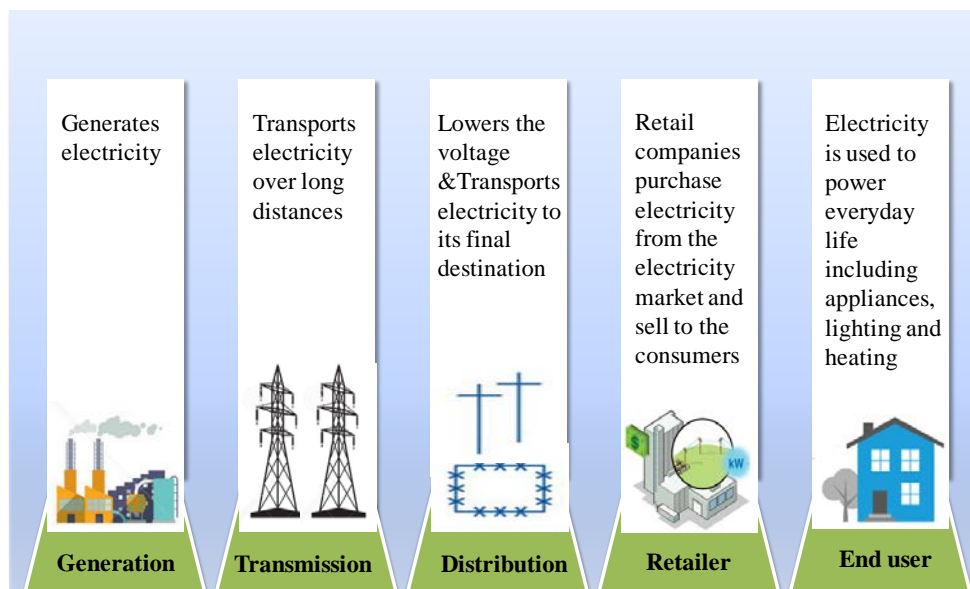 Generates
electricity
Transports
electricity
over long
distances
Lowers the
voltage
&Transports
electricity to
its final
destination
Retail
companies
purchase
electricity
from the
electricity
market and
sell to the
consumers
Electricity
is used to
power
everyday
life
including
appliances,
lighting and
heating
$
kW
Generation
Transmission
Distribution
Retailer
End user